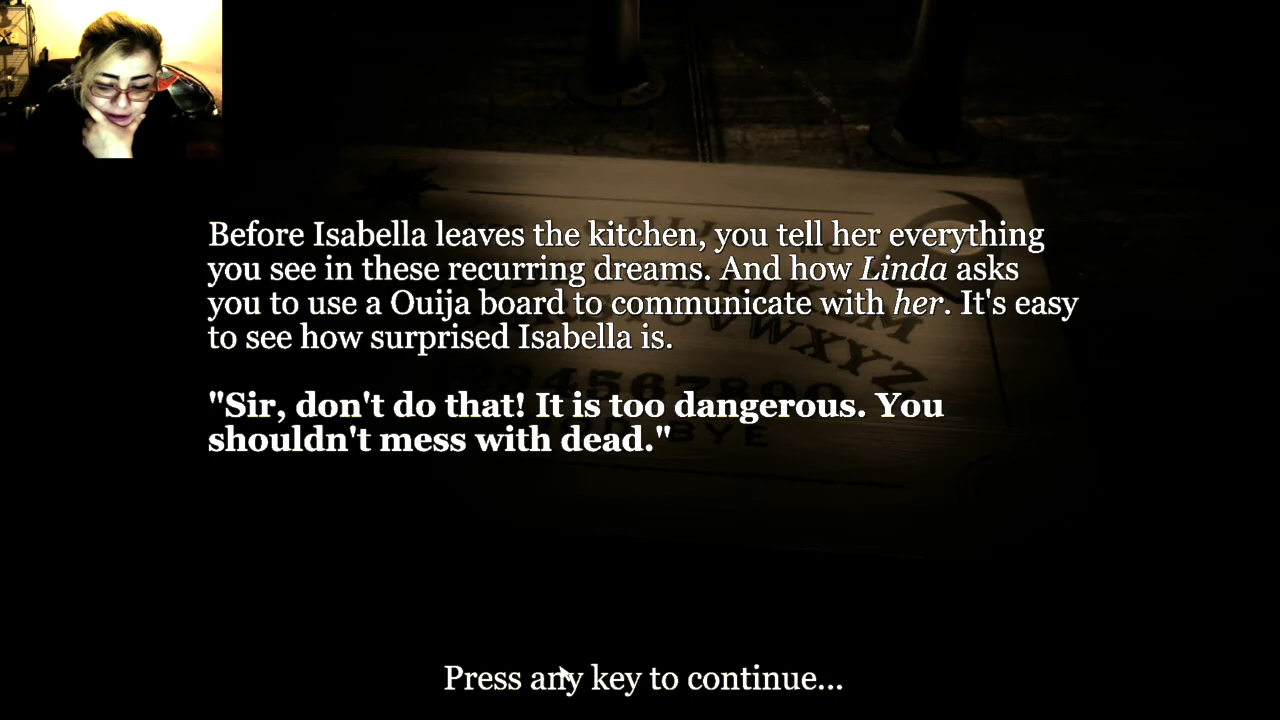 Before Isabella leaves the kitchen, you tell her everything
you see in these recurring dreams. And how Linda asks
you to use a Ouija board to communicate with her. It's easy
to see how surprised Isabella is.
"Sir, don't do that! It is too dangerous. You
shouldn't mess with dead."
Press any key to continue...